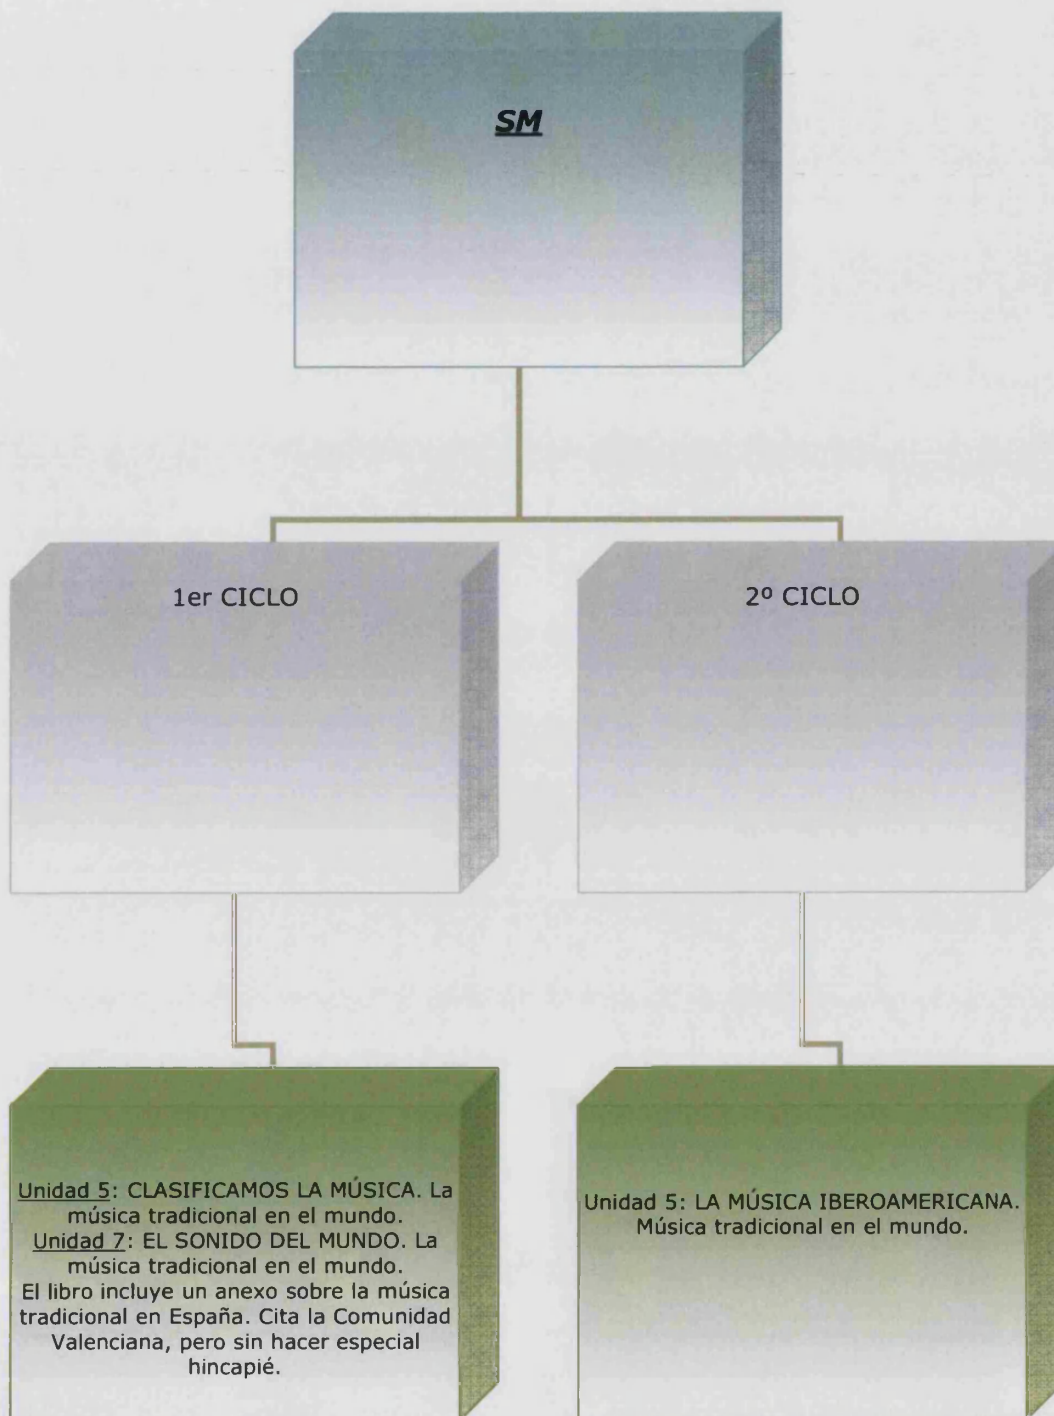 SM
1er CICLO
2º CICLO
Unidad 5: CLASIFICAMOS LA MÚSICA. La
música tradicional en el mundo.
Unidad 7: EL SONIDO DEL MUNDO. La
música tradicional en el mundo.
El libro incluye un anexo sobre la música
tradicional en España. Cita la Comunidad
Valenciana, pero sin hacer especial
hincapié.
Unidad 5: LA MÚSICA IBEROAMERICANA.
Música tradicional en el mundo.